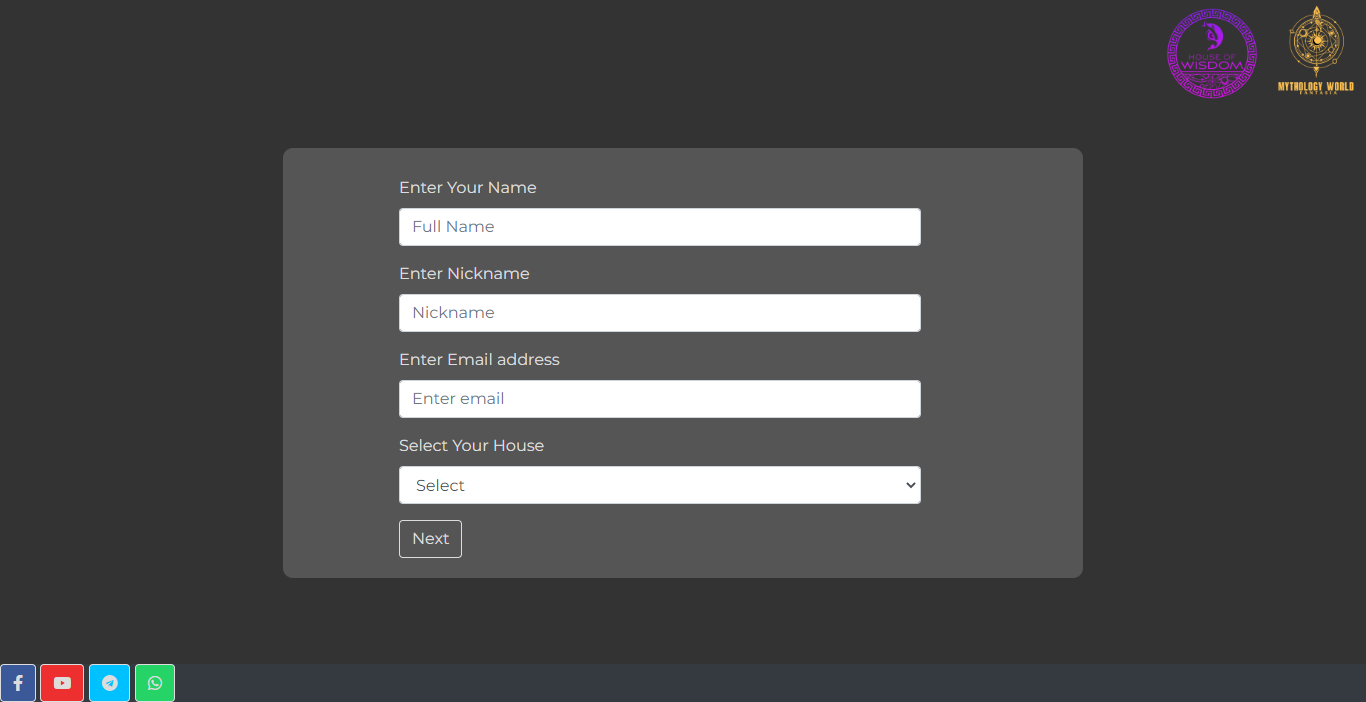 HOUSE OF
WISDOM
MYTHOLOGY WORLD
FANTASIA
Enter Your Name
Full Name
Enter Nickname
Nickname
Enter Email address
Enter email
Select Your House
Select
Next